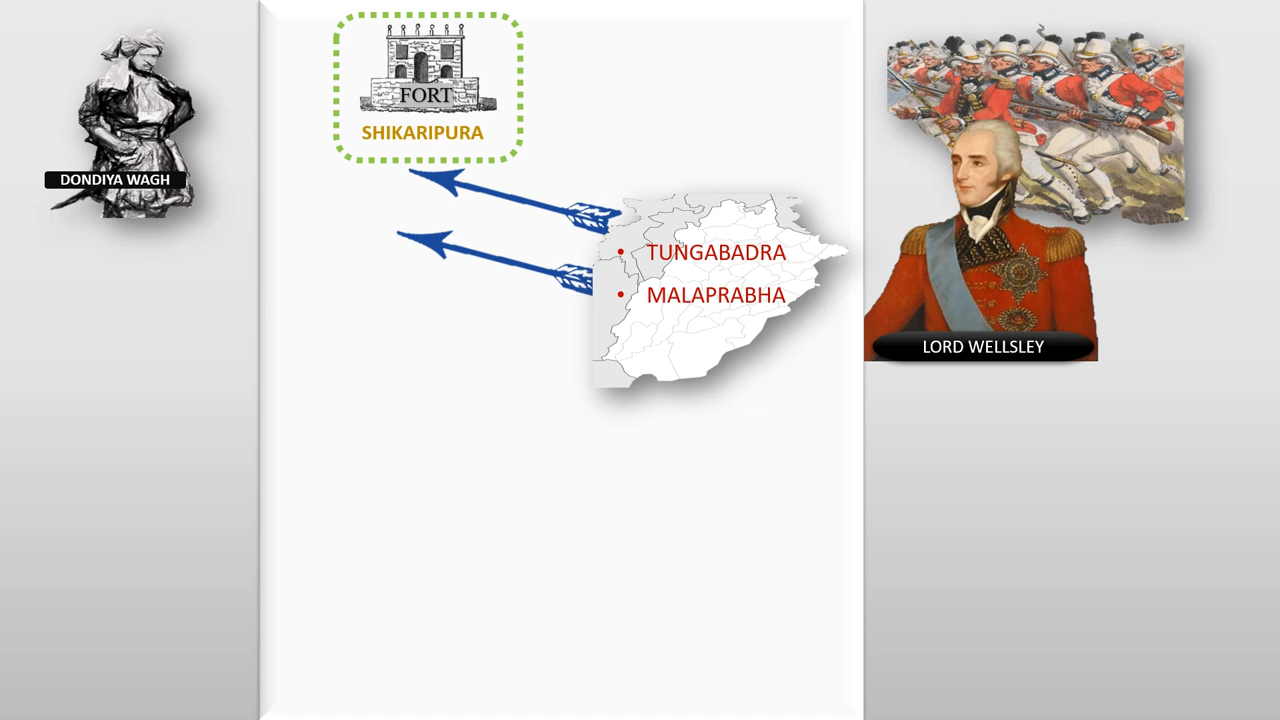 DONDIYA WAGH
FORT
SHIKARIPURA
• TUNGABADRA
• MALAPRABHA
LORD WELLSLEY